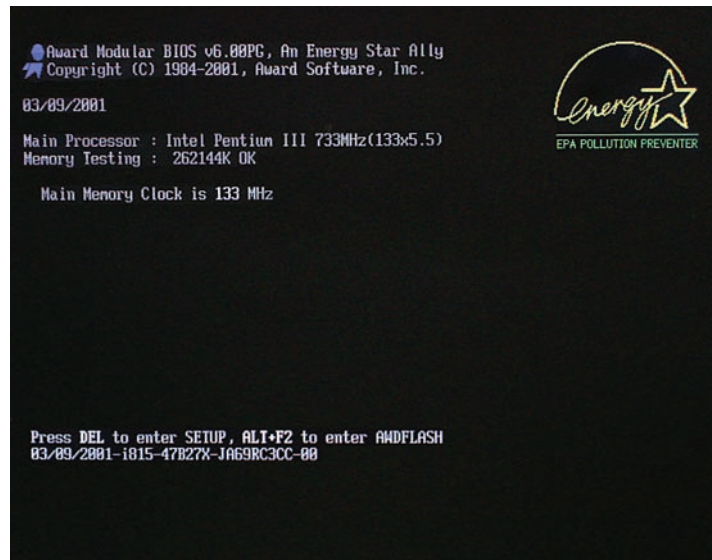 Award Modular BIOS v6.00PG, An Energy Star Ally
Copyright (C) 1984-2001, Award Software, Inc.
energy
EPA POLLUTION PREVENTER
03/09/2001
Main Processor : Intel Pentium III 733MHz(133x5.5)
Memory Testing : 262144K OK
Main Memory Clock is 133 MHz
Press DEL to enter SETUP, ALT+F2 to enter AWDFLASH
03/09/2001-i815-47B27X-JA69RC3CC-00